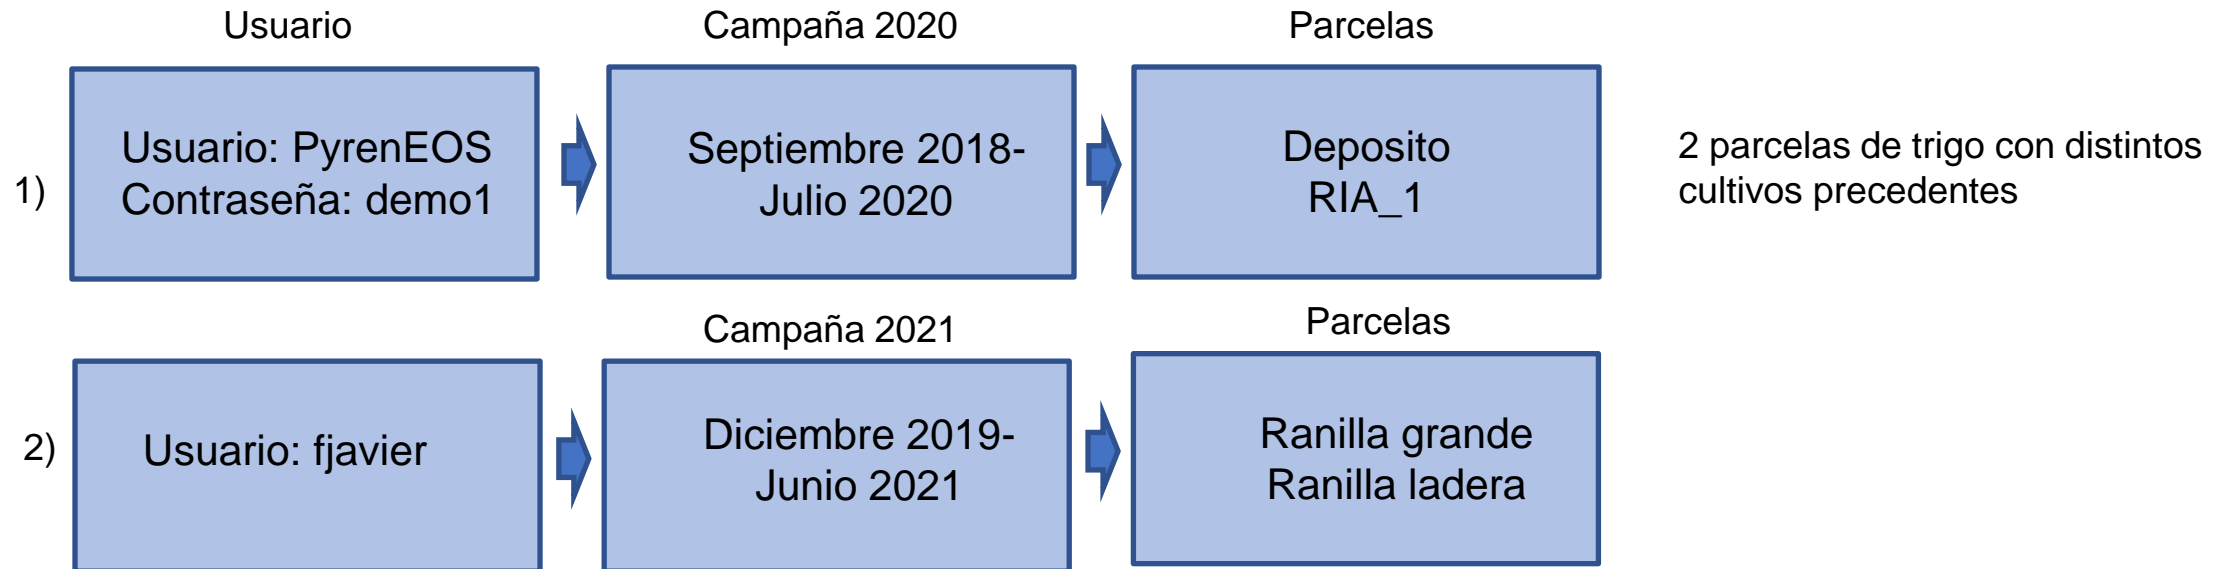 Usuario
Campaña 2020
Parcelas
1)
Usuario: PyrenEOS
Contraseña: demo1
Septiembre 2018-
Julio 2020
Deposito
RIA_1
2 parcelas de trigo con distintos
cultivos precedentes
Campaña 2021
Parcelas
2)
Usuario: fjavier
Diciembre 2019-
Junio 2021
Ranilla grande
Ranilla ladera